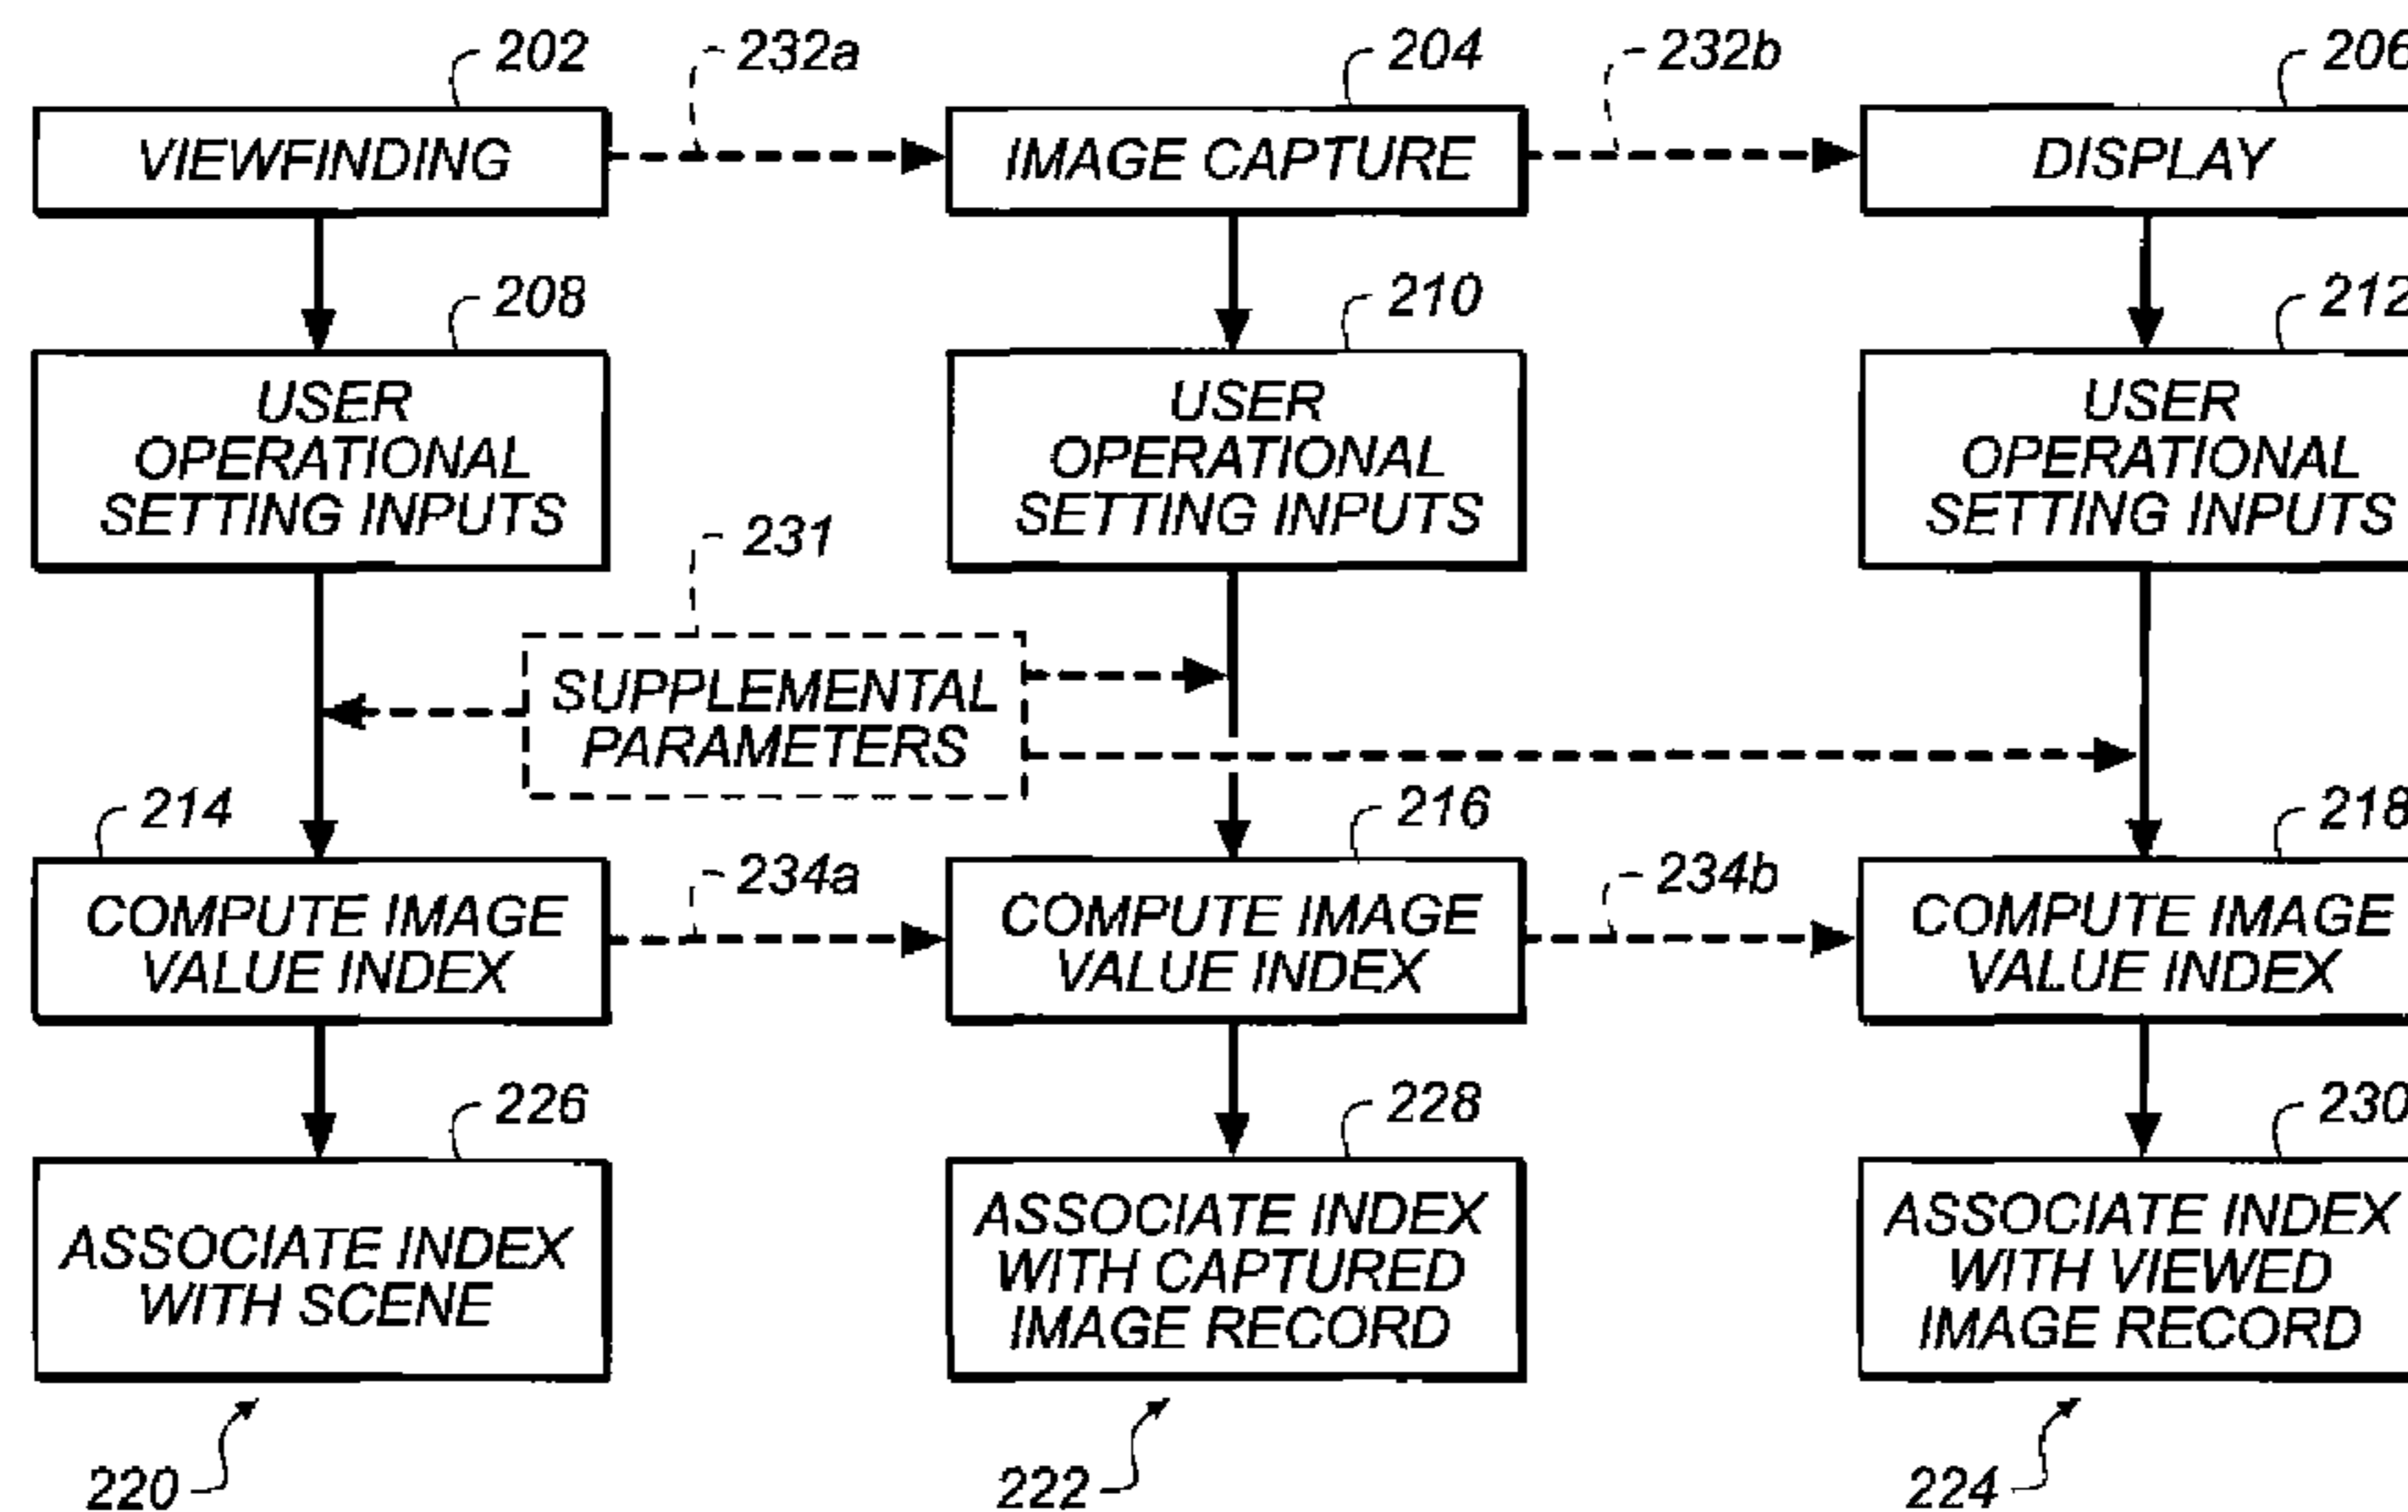 202
232a
204
232b
206
VIEWFINDING
IMAGE CAPTURE
DISPLAY
208
210
212
USER
OPERATIONAL
SETTING INPUTS
USER
OPERATIONAL
SETTING INPUTS
USER
OPERATIONAL
SETTING INPUTS
231
SUPPLEMENTAL
PARAMETERS
214
216
218
COMPUTE IMAGE
VALUE INDEX
234a
COMPUTE IMAGE
VALUE INDEX
234b
COMPUTE IMAGE
VALUE INDEX
226
228
230
ASSOCIATE INDEX
WITH SCENE
ASSOCIATE INDEX
WITH CAPTURED
IMAGE RECORD
ASSOCIATE INDEX
WITH VIEWED
IMAGE RECORD
220
222
224